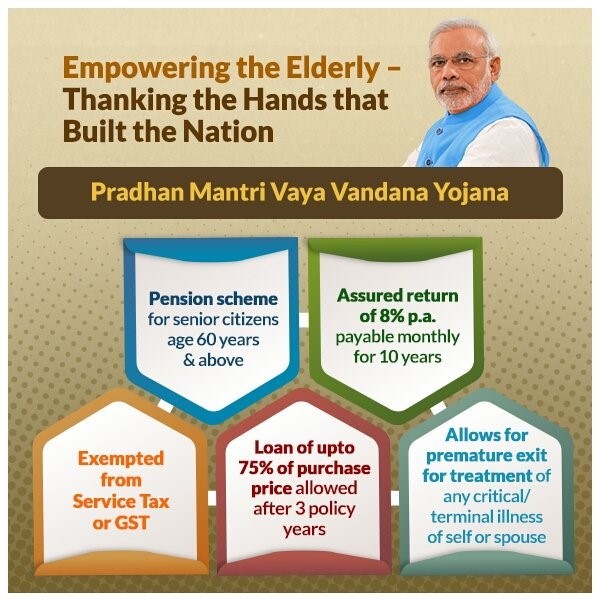 Empowering the Elderly –
Thanking the Hands that
Built the Nation
Pradhan Mantri Vaya Vandana Yojana
Pension scheme
for senior citizens
age 60 years
& above
Assured return
of 8% p.a.
payable monthly
for 10 years
Exempted
from
Service Tax
or GST
Loan of upto
75% of purchase
price allowed
after 3 policy
years
Allows for
premature exit
for treatment of
any critical/
terminal illness
of self or spouse